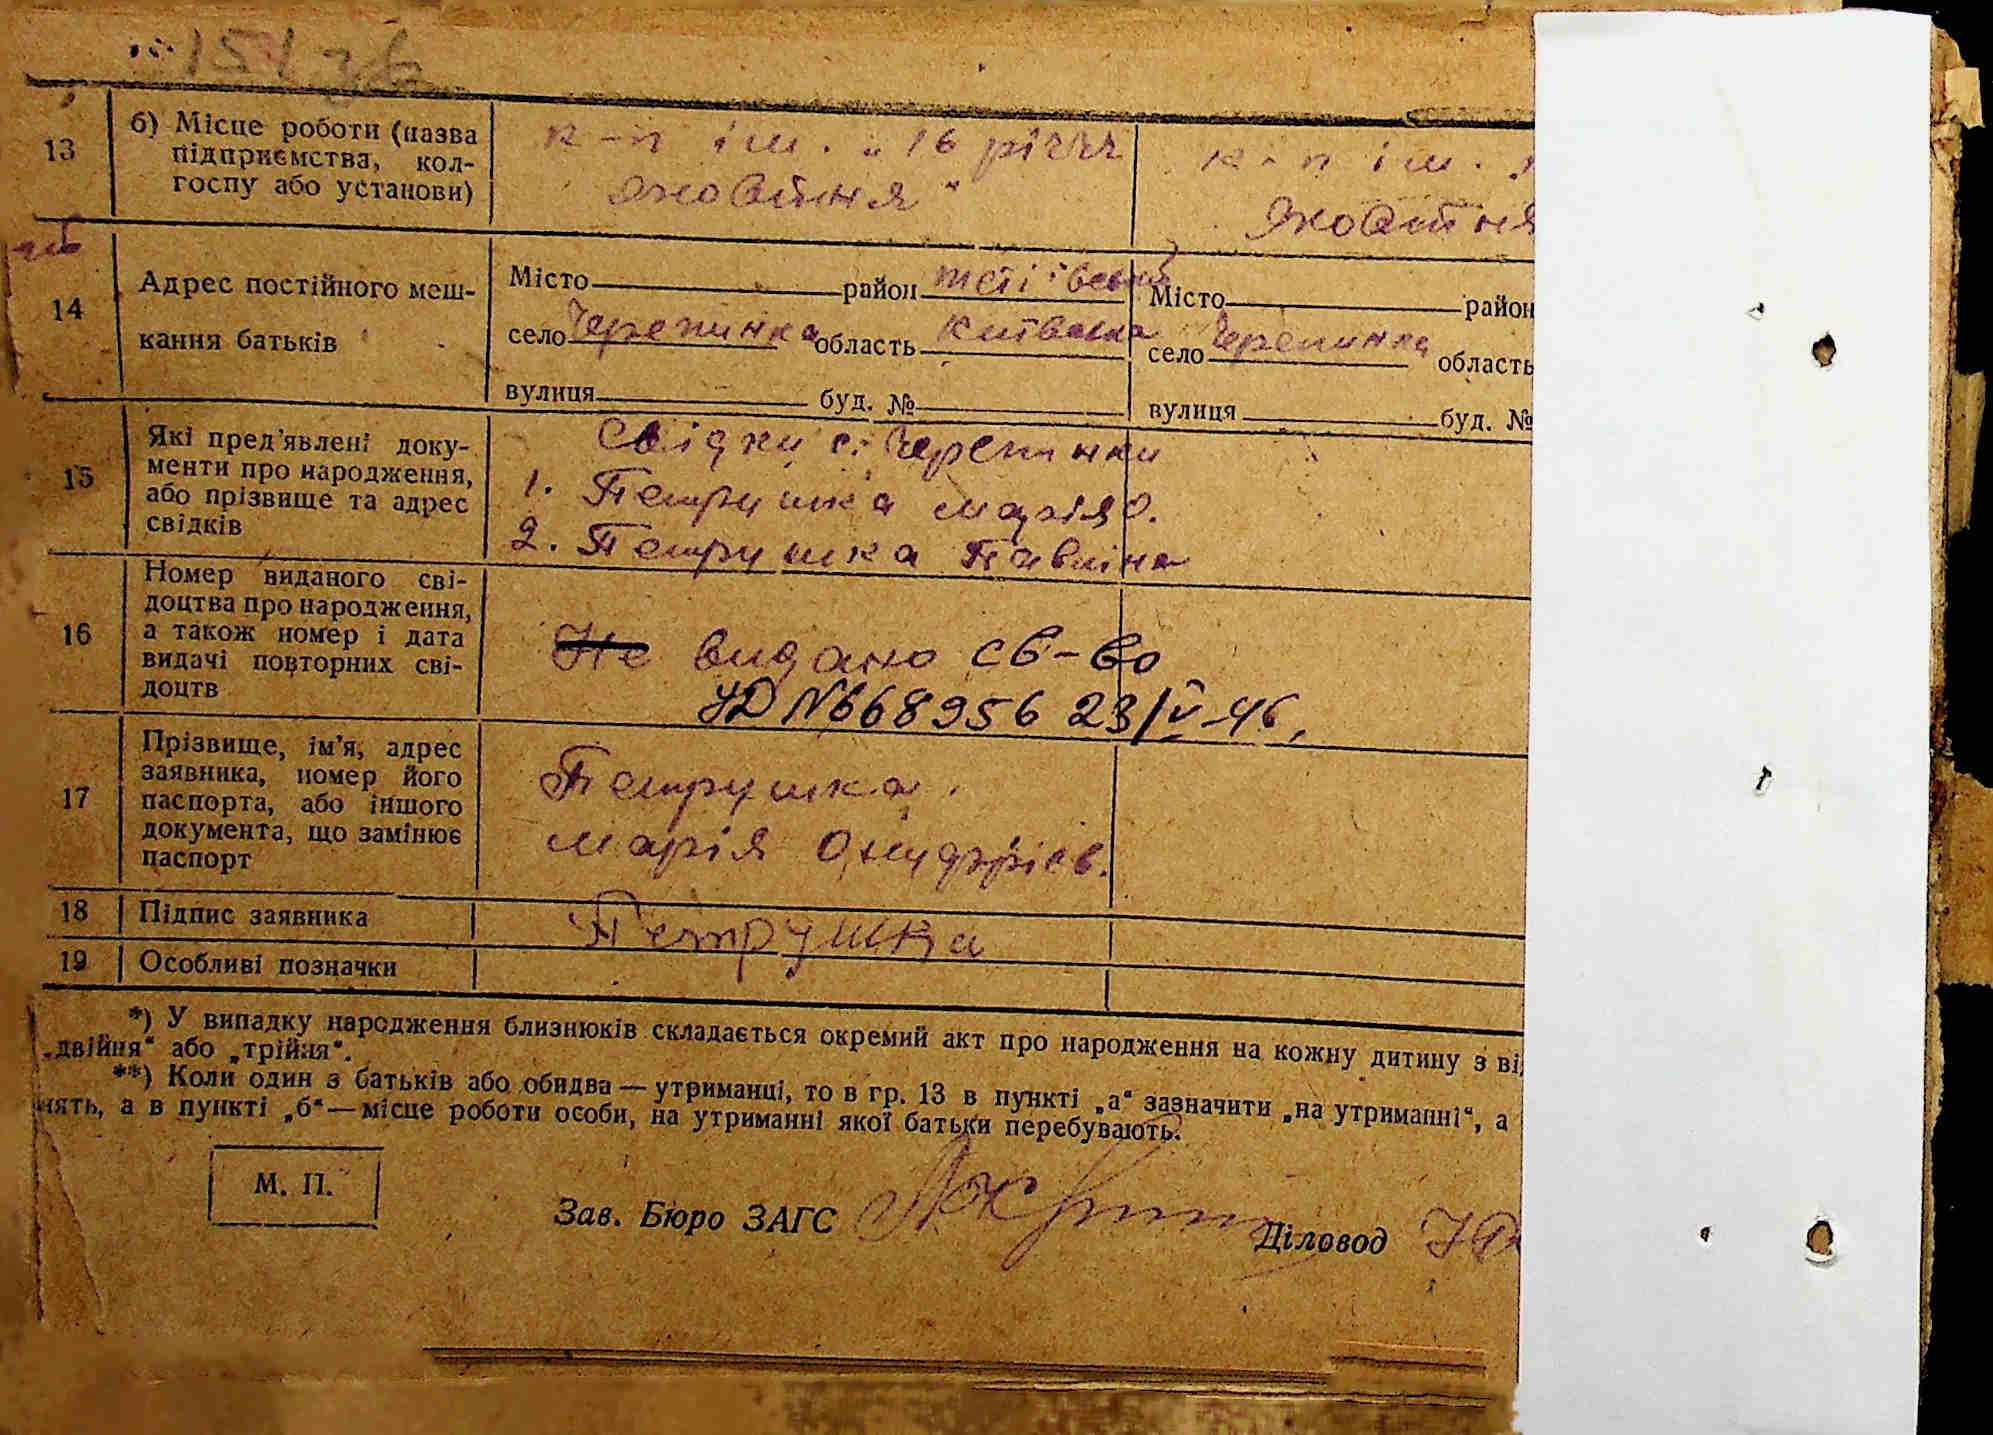 151 зв
13
б) Місце роботи (назва
підприємства, кол-
госпу або установи)
к-п ім. „16 річчя
Жовтня“
к-п ім.
Жовтня
14
Адрес постійного меш-
кання батьків
Місто район Тетіївський
село Черепинка область Київська
вулиця буд. №
Місто район
село Черепинка область
вулиця буд. №
15
Які пред’явлені доку-
менти про народження,
або прізвище та адрес
свідків
Свідки с. Черепинки
1. Петрушка Марія О.
2. Петрушка Павліна
16
Номер виданого сві-
доцтва про народження,
а також номер і дата
видачі повторних сві-
доцтв
Не видано св-во
УД №668956 23/V-46.
17
Прізвище, ім’я, адрес
заявника, номер його
паспорта, або іншого
документа, що замінює
паспорт
Петрушка
Марія Онуфрієв.
18
Підпис заявника
Петрушка
19
Особливі позначки
*) У випадку народження близнюків складається окремий акт про народження на кожну дитину з ві
„двійня“ або „трійня“.
**) Коли один з батьків або обидва — утриманці, то в гр. 13 в пункті „а“ зазначити „на утриманні“, а
нять, а в пункті „б“ — місце роботи особи, на утриманні якої батьки перебувають.
М. П.
Зав. Бюро ЗАГС
Діловод